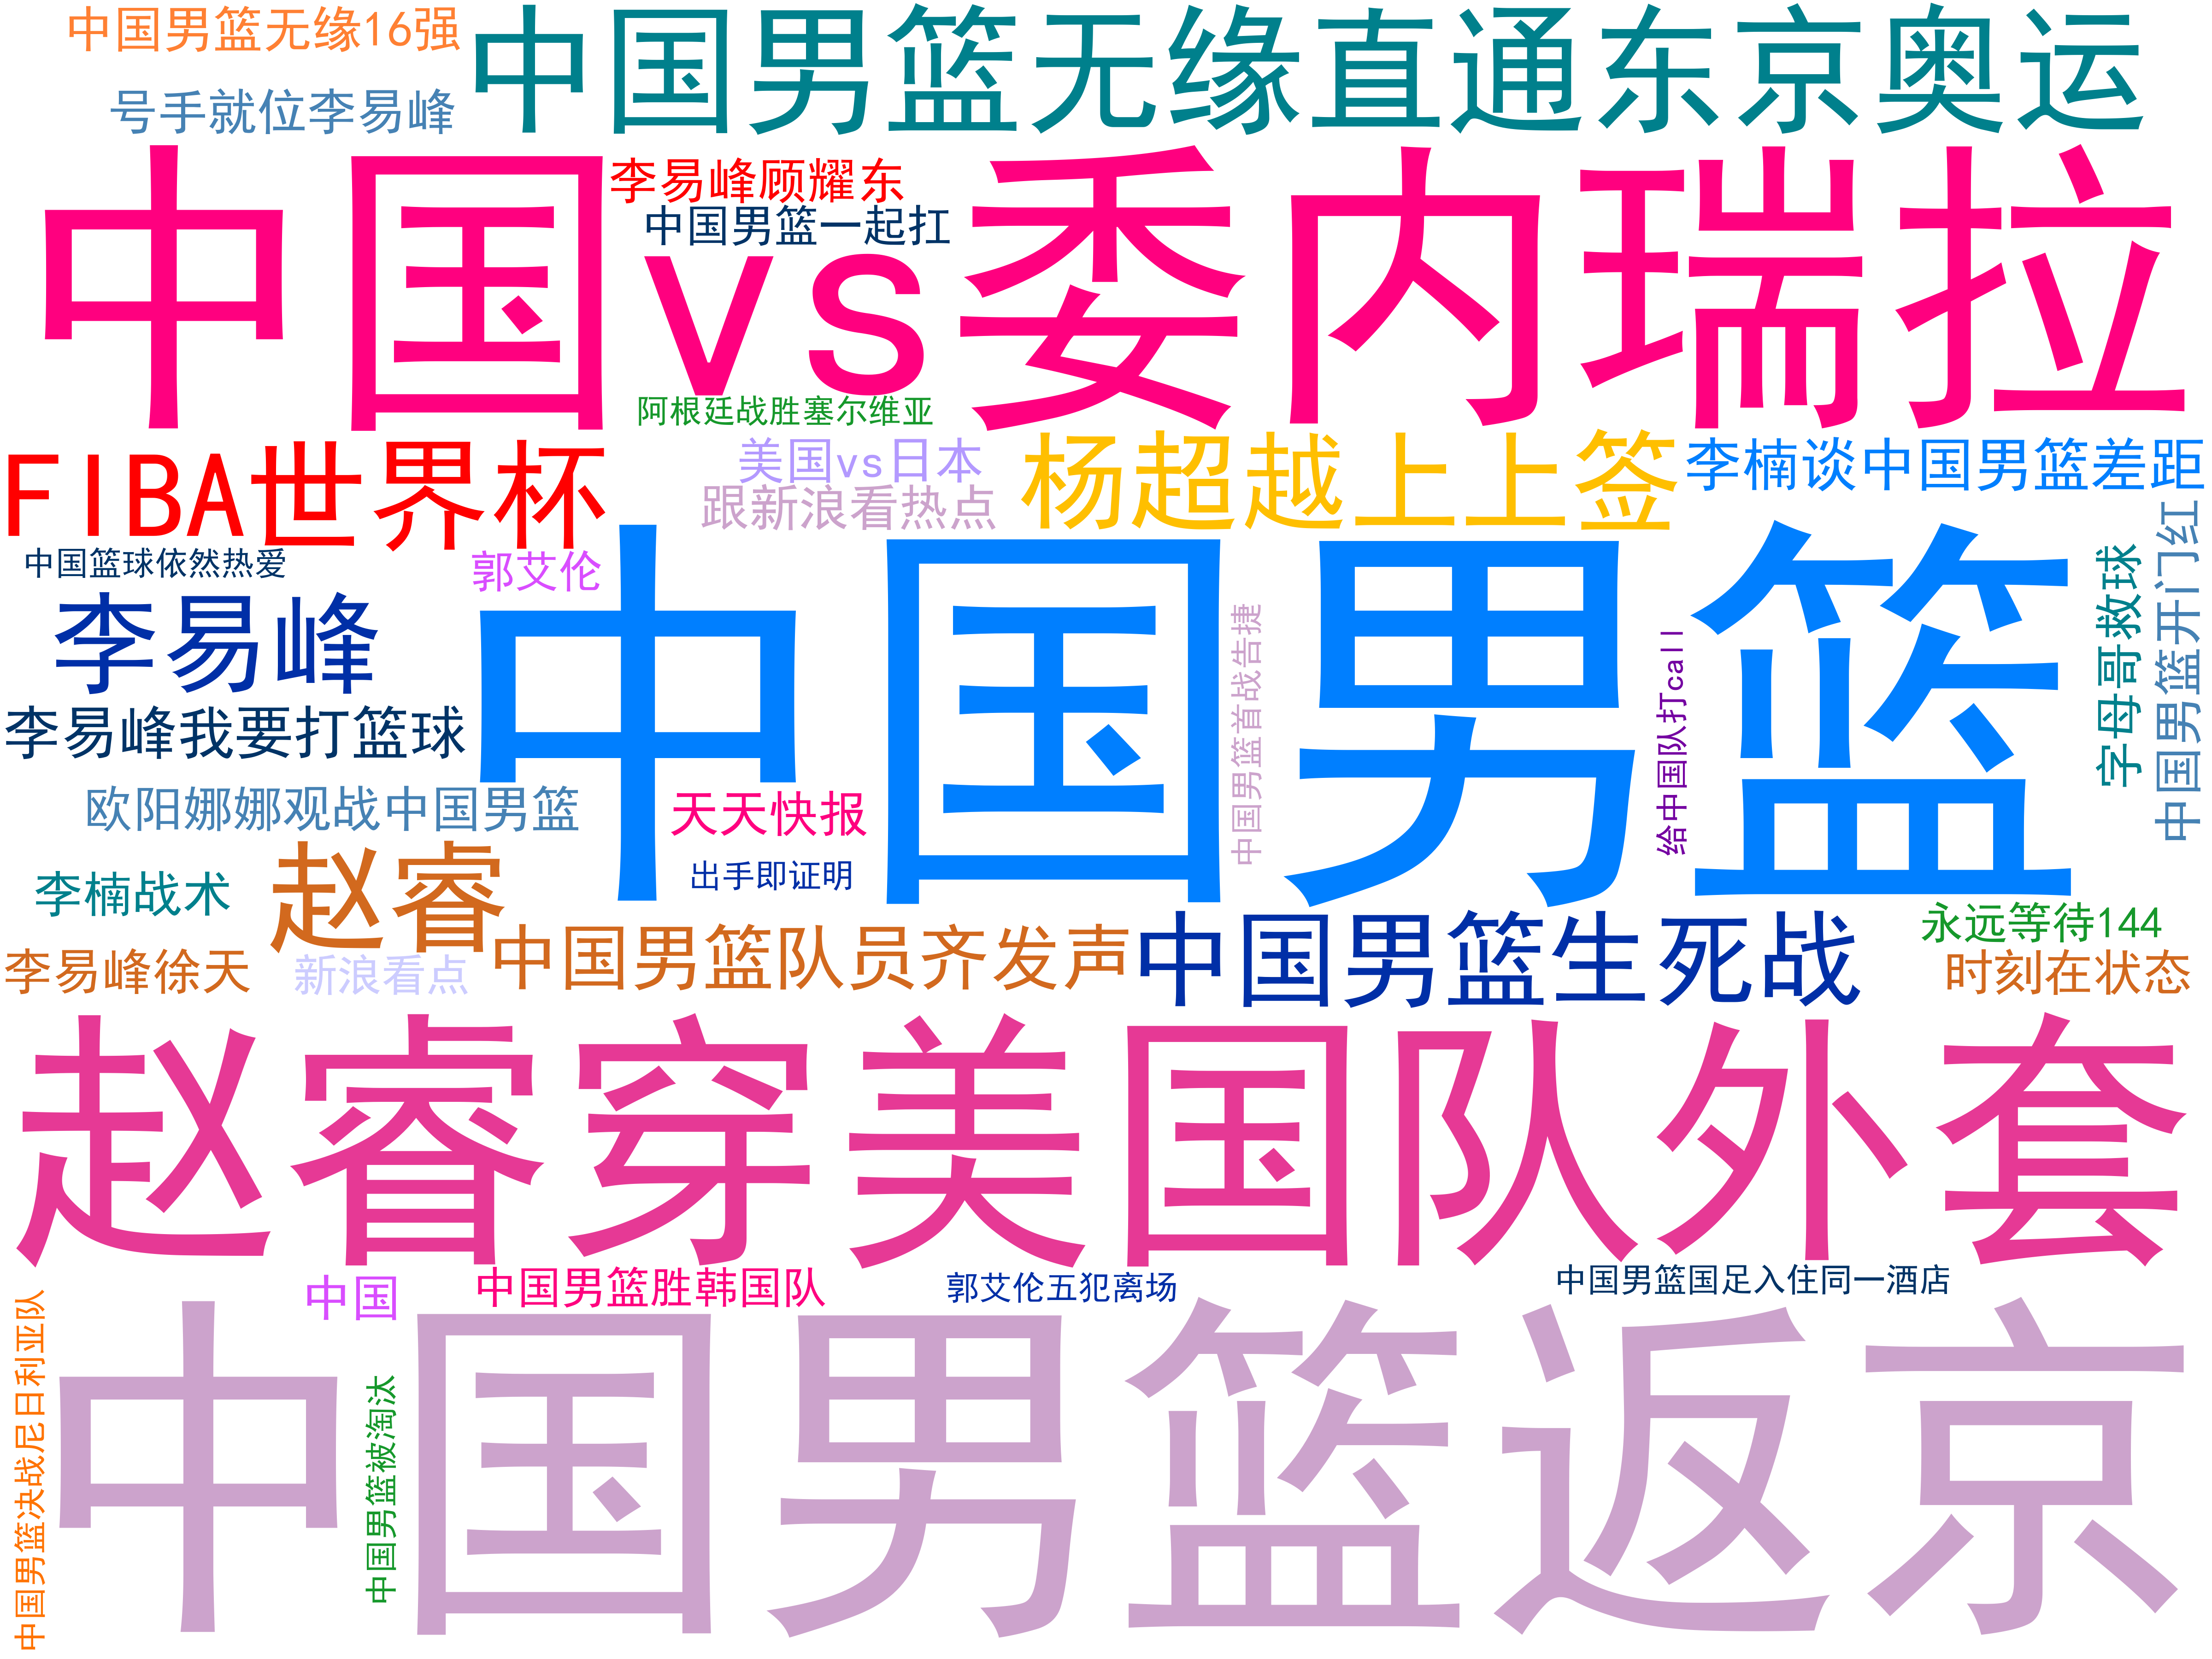 中国男篮无缘16强
中国男篮无缘直通东京奥运
号手就位李易峰
李易峰顾耀东
中国男篮一起扛
中国vs委内瑞拉
阿根廷战胜塞尔维亚
FIBA世界杯
美国vs日本
跟新浪看热点
杨超越上上签
李楠谈中国男篮差距
中国篮球依然热爱
郭艾伦
李易峰
中国男篮
中国男篮首战告捷
给中国队打call
字母哥救球
中国男篮开门红
李易峰我要打篮球
欧阳娜娜观战中国男篮
天天快报
出手即证明
李楠战术
赵睿
李易峰徐天
新浪看点
中国男篮队员齐发声
中国男篮生死战
永远等待144
时刻在状态
赵睿穿美国队外套
中国
中国男篮胜韩国队
郭艾伦五犯离场
中国男篮国足入住同一酒店
中国男篮决战尼日利亚队
中国男篮被淘汰
中国男篮返京